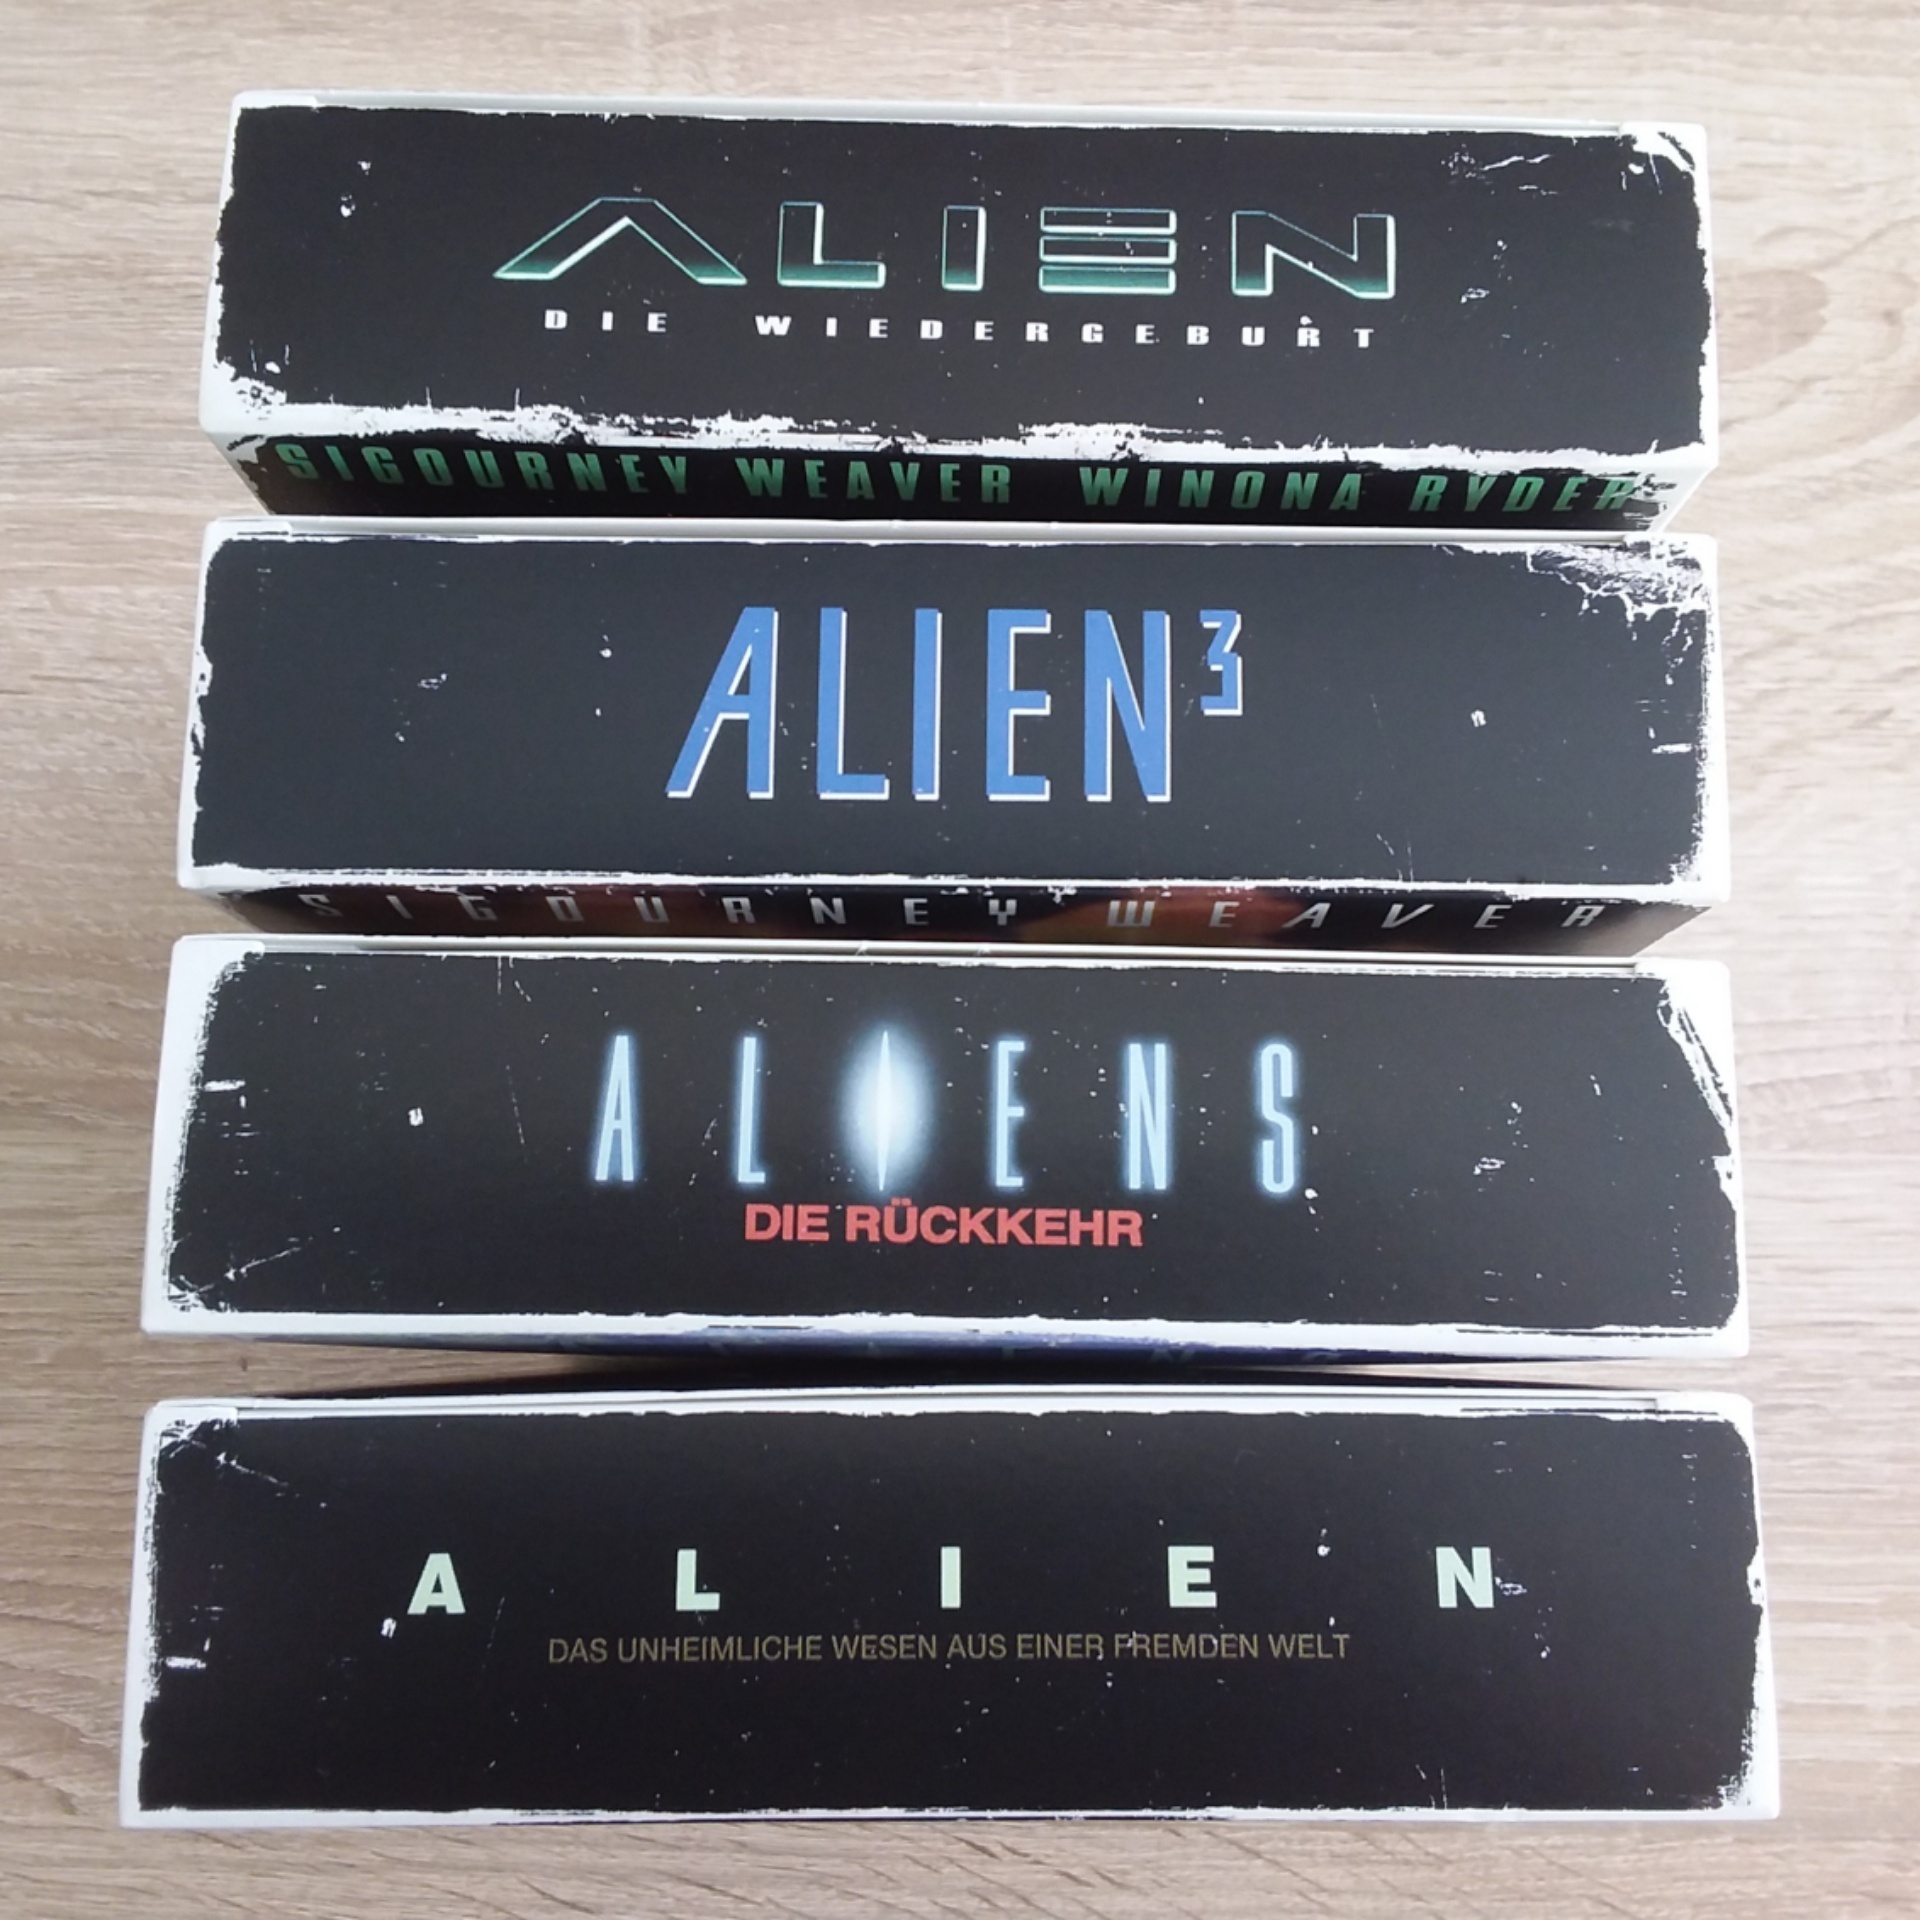 ALIEN
DIE WIEDERGEBURT
SIGOURNEY WEAVER WINONA RYDER
ALIEN³
SIGOURNEY WEAVER
ALIENS
DIE RÜCKKEHR
ALIEN
DAS UNHEIMLICHE WESEN AUS EINER FREMDEN WELT